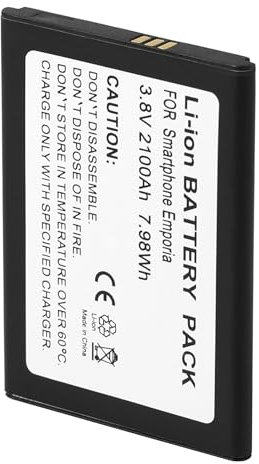 Li-ion BATTERY PACK
FOR Smartphone Emporia
3.8V 2100Ah 7.98Wh
CAUTION:
DON'T DISASSEMBLE.
DON'T DISPOSE OF IN FIRE.
DON'T STORE IN TEMPERATURE OVER 60°C.
CHARGE ONLY WITH SPECIFIED CHARGER
CE
Li-ion
Made in China